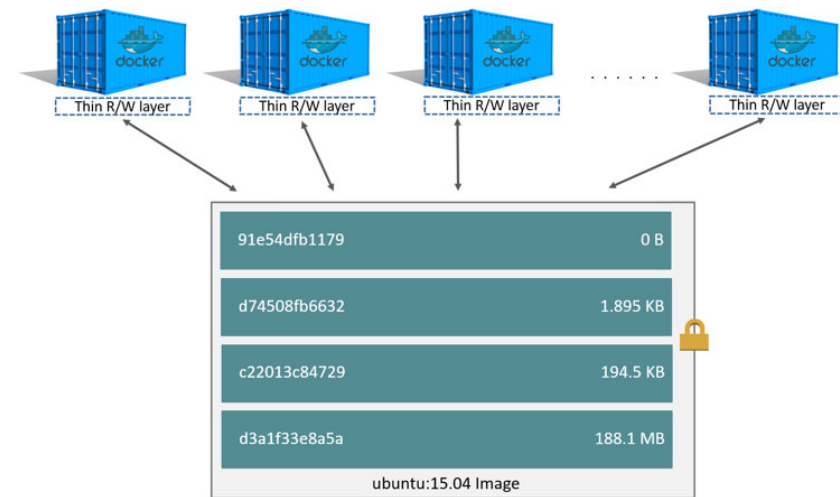 docker docker docker docker
. . . . . .
Thin R/W layer Thin R/W layer Thin R/W layer Thin R/W layer
91e54dfb1179 0 B
d74508fb6632 1.895 KB
c22013c84729 194.5 KB
d3a1f33e8a5a 188.1 MB
ubuntu:15.04 Image